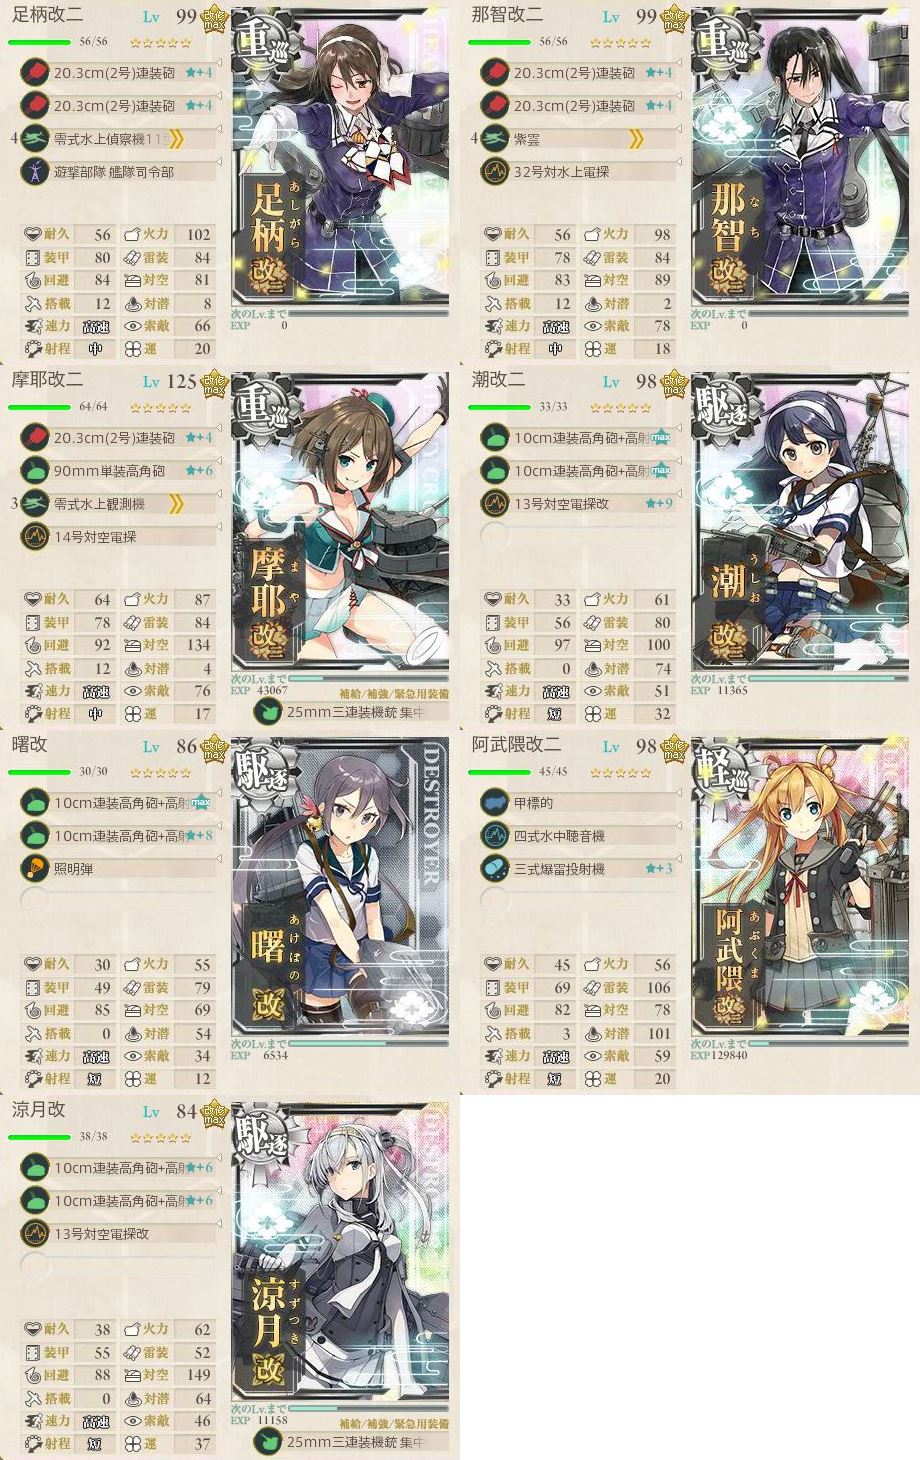 足柄改二 Lv 99 改修max
56/56
重巡
20.3cm(2号)連装砲 ★+4
20.3cm(2号)連装砲 ★+4
4 零式水上偵察機11
遊撃部隊 艦隊司令部
足柄 あしがら 改二
耐久 56 火力 102
装甲 80 雷装 84
回避 84 対空 81
搭載 12 対潜 8
速力 高速 索敵 66
射程 中 運 20
次のLv.まで
EXP 0
那智改二 Lv 99 改修max
56/56
重巡
20.3cm(2号)連装砲 ★+4
20.3cm(2号)連装砲 ★+4
4 紫雲
32号対水上電探
那智 なち 改二
耐久 56 火力 98
装甲 78 雷装 84
回避 83 対空 89
搭載 12 対潜 2
速力 高速 索敵 78
射程 中 運 18
次のLv.まで
EXP 0
摩耶改二 Lv 125 改修max
64/64
重巡
20.3cm(2号)連装砲 ★+4
90mm単装高角砲 ★+6
3 零式水上観測機
14号対空電探
摩耶 まや 改二
耐久 64 火力 87
装甲 78 雷装 84
回避 92 対空 134
搭載 12 対潜 4
速力 高速 索敵 76
射程 中 運 17
次のLv.まで
EXP 43067
補給/補強/緊急用装備
25mm三連装機銃 集中
潮改二 Lv 98 改修max
33/33
駆逐
10cm連装高角砲+高射 max
10cm連装高角砲+高射 max
13号対空電探改 ★+9
潮 うしお 改二
耐久 33 火力 61
装甲 56 雷装 80
回避 97 対空 100
搭載 0 対潜 74
速力 高速 索敵 51
射程 短 運 32
次のLv.まで
EXP 11365
曙改 Lv 86 改修max
30/30
駆逐
DESTROYER
10cm連装高角砲+高射 max
10cm連装高角砲+高射 ★+8
照明弾
曙 あけぼの 改
耐久 30 火力 55
装甲 49 雷装 79
回避 85 対空 69
搭載 0 対潜 54
速力 高速 索敵 34
射程 短 運 12
次のLv.まで
EXP 6534
阿武隈改二 Lv 98 改修max
45/45
軽巡
甲標的
四式水中聴音機
三式爆雷投射機 ★+3
阿武隈 あぶくま 改二
耐久 45 火力 56
装甲 69 雷装 106
回避 82 対空 78
搭載 3 対潜 101
速力 高速 索敵 59
射程 短 運 20
次のLv.まで
EXP 129840
涼月改 Lv 84 改修max
38/38
駆逐
10cm連装高角砲+高射 ★+6
10cm連装高角砲+高射 ★+6
13号対空電探改
涼月 すずつき 改
耐久 38 火力 62
装甲 55 雷装 52
回避 88 対空 149
搭載 0 対潜 64
速力 高速 索敵 46
射程 短 運 37
次のLv.まで
EXP 11158
補給/補強/緊急用装備
25mm三連装機銃 集中